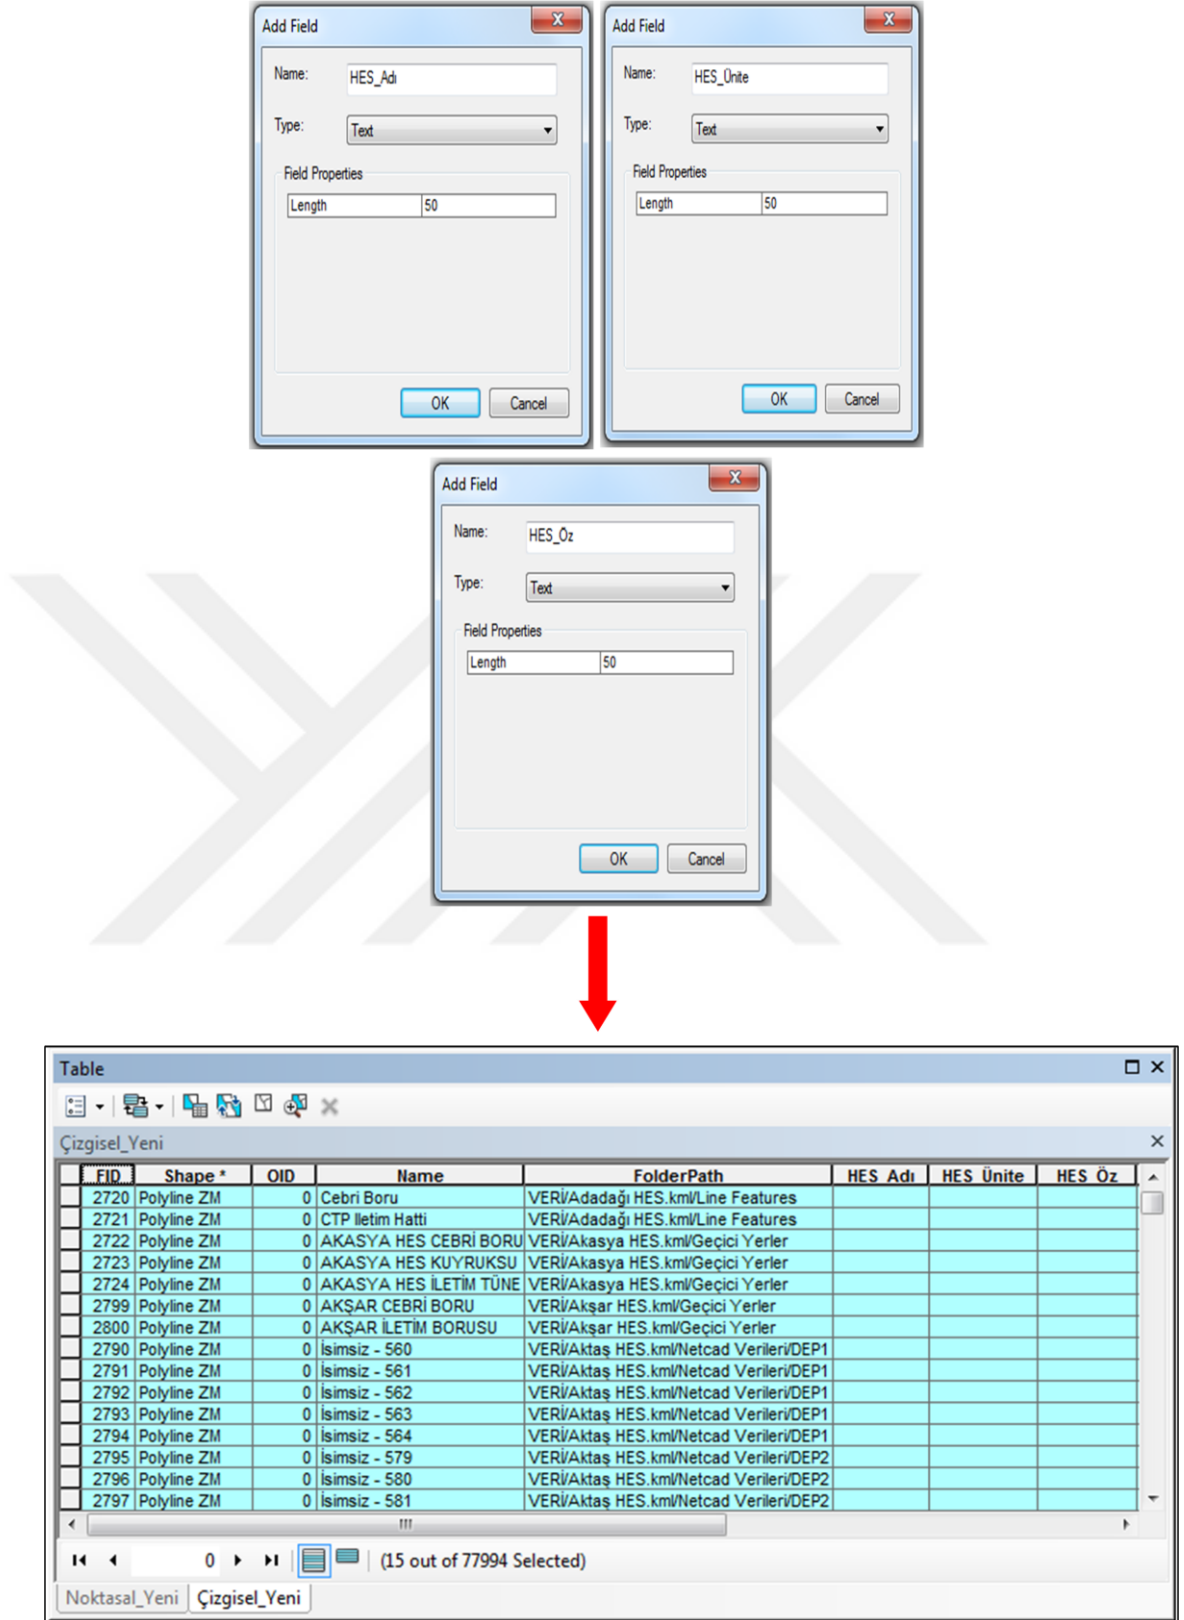 Add Field
Name: HES_Adı
Type: Text
Field Properties
Length 50
OK Cancel
Add Field
Name: HES_Ünite
Type: Text
Field Properties
Length 50
OK Cancel
Add Field
Name: HES_Öz
Type: Text
Field Properties
Length 50
OK Cancel
Table
Çizgisel_Yeni
FID Shape * OID Name FolderPath HES_Adı HES_Ünite HES_Öz
2720 Polyline ZM 0 Cebri Boru VERİ/Adadağı HES.kml/Line Features
2721 Polyline ZM 0 CTP Iletim Hatti VERİ/Adadağı HES.kml/Line Features
2722 Polyline ZM 0 AKASYA HES CEBRİ BORU VERİ/Akasya HES.kml/Geçici Yerler
2723 Polyline ZM 0 AKASYA HES KUYRUKSU VERİ/Akasya HES.kml/Geçici Yerler
2724 Polyline ZM 0 AKASYA HES İLETİM TÜNE VERİ/Akasya HES.kml/Geçici Yerler
2799 Polyline ZM 0 AKŞAR CEBRİ BORU VERİ/Akşar HES.kml/Geçici Yerler
2800 Polyline ZM 0 AKŞAR İLETİM BORUSU VERİ/Akşar HES.kml/Geçici Yerler
2790 Polyline ZM 0 İsimsiz - 560 VERİ/Aktaş HES.kml/Netcad Verileri/DEP1
2791 Polyline ZM 0 İsimsiz - 561 VERİ/Aktaş HES.kml/Netcad Verileri/DEP1
2792 Polyline ZM 0 İsimsiz - 562 VERİ/Aktaş HES.kml/Netcad Verileri/DEP1
2793 Polyline ZM 0 İsimsiz - 563 VERİ/Aktaş HES.kml/Netcad Verileri/DEP1
2794 Polyline ZM 0 İsimsiz - 564 VERİ/Aktaş HES.kml/Netcad Verileri/DEP1
2795 Polyline ZM 0 İsimsiz - 579 VERİ/Aktaş HES.kml/Netcad Verileri/DEP2
2796 Polyline ZM 0 İsimsiz - 580 VERİ/Aktaş HES.kml/Netcad Verileri/DEP2
2797 Polyline ZM 0 İsimsiz - 581 VERİ/Aktaş HES.kml/Netcad Verileri/DEP2
0 (15 out of 77994 Selected)
Noktasal_Yeni Çizgisel_Yeni